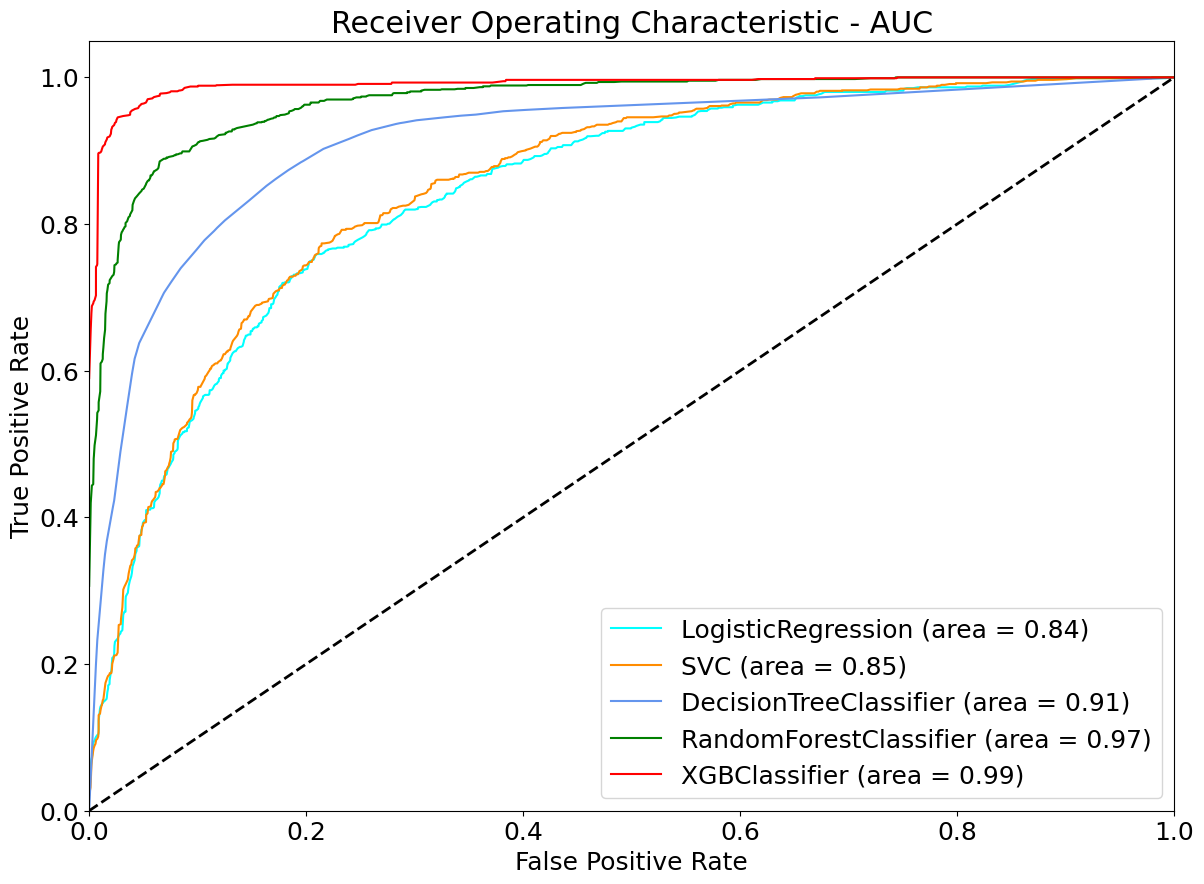 Receiver Operating Characteristic - AUC
True Positive Rate
1.0
0.8
0.6
0.4
0.2
0.0
LogisticRegression (area = 0.84)
SVC (area = 0.85)
DecisionTreeClassifier (area = 0.91)
RandomForestClassifier (area = 0.97)
XGBClassifier (area = 0.99)
0.0 0.2 0.4 0.6 0.8 1.0
False Positive Rate